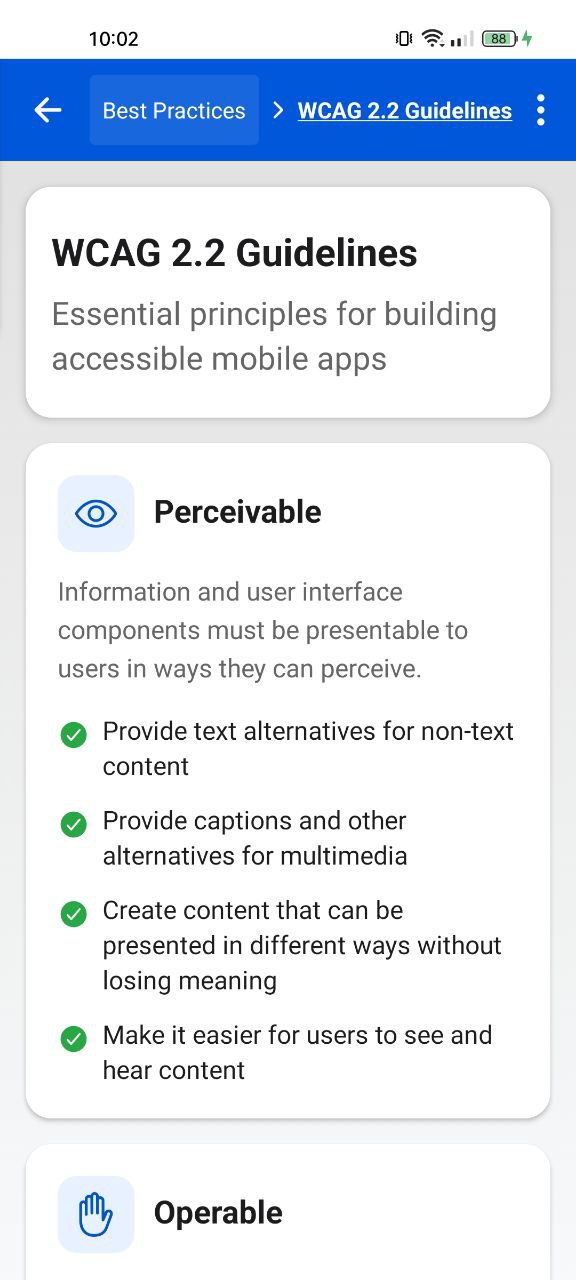 10:02
88
Best Practices
WCAG 2.2 Guidelines
WCAG 2.2 Guidelines
Essential principles for building
accessible mobile apps
Perceivable
Information and user interface
components must be presentable to
users in ways they can perceive.
Provide text alternatives for non-text
content
Provide captions and other
alternatives for multimedia
Create content that can be
presented in different ways without
losing meaning
Make it easier for users to see and
hear content
Operable